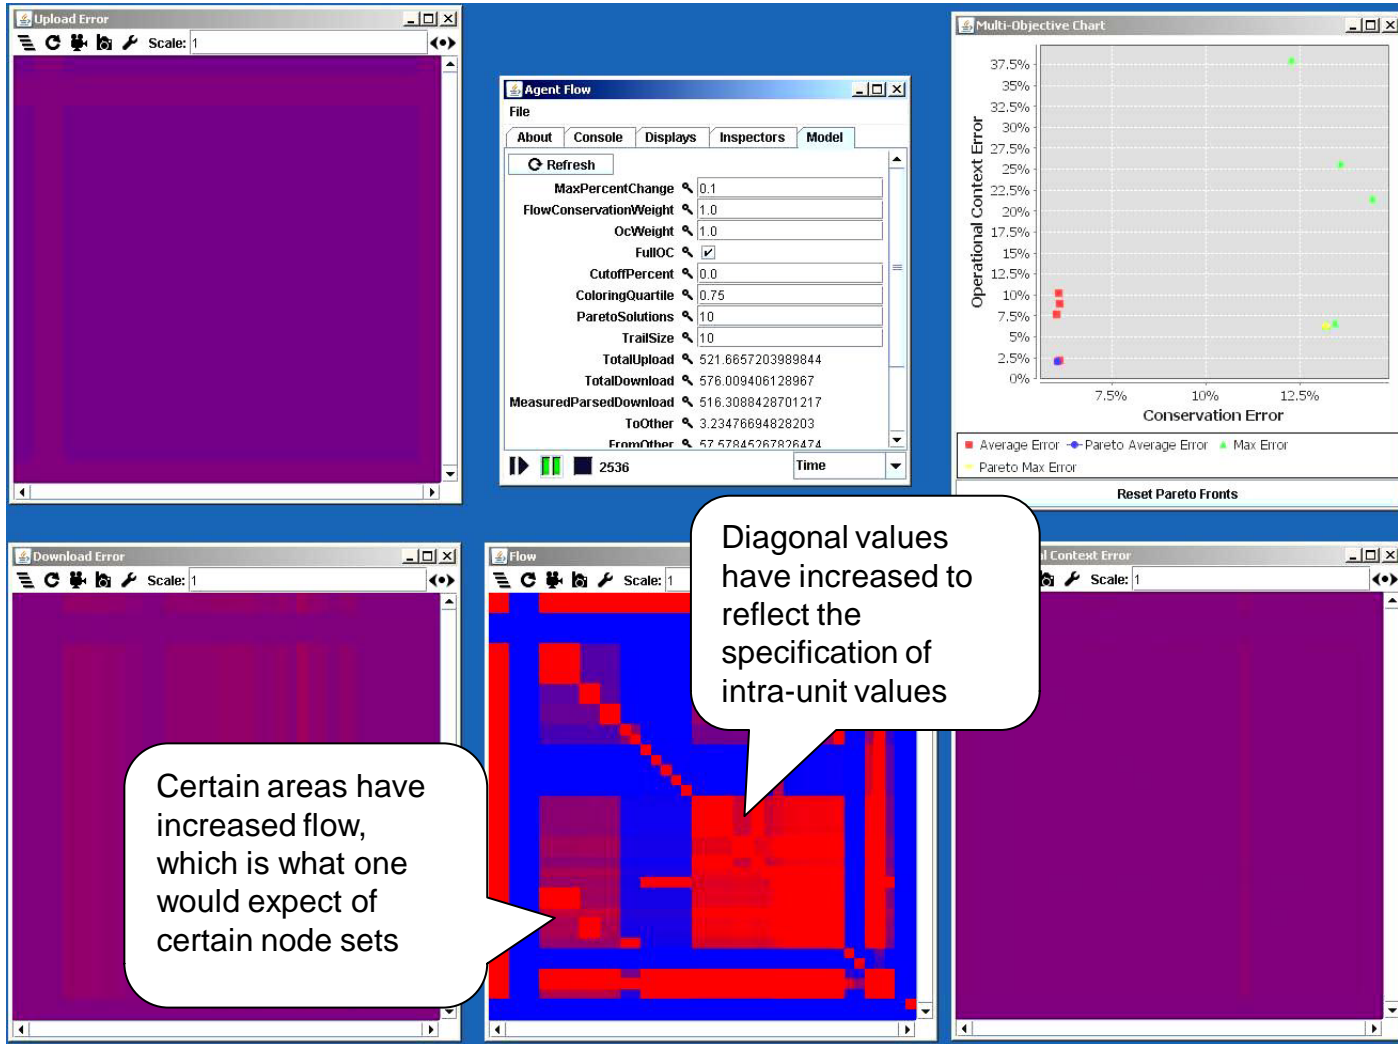 Upload Error
Scale: 1
Agent Flow
File
About Console Displays Inspectors Model
Refresh
MaxPercentChange 0.1
FlowConservationWeight 1.0
OcWeight 1.0
FullOC
CutoffPercent 0.0
ColoringQuartile 0.75
ParetoSolutions 10
TrailSize 10
TotalUpload 521.6657203989844
TotalDownload 576.009406128967
MeasuredParsedDownload 516.3088428701217
ToOther 3.23476694828203
FromOther 57.57845267826474
2536 Time
Multi-Objective Chart
Operational Context Error
37.5%
35%
32.5%
30%
27.5%
25%
22.5%
20%
17.5%
15%
12.5%
10%
7.5%
5%
2.5%
0%
7.5% 10% 12.5%
Conservation Error
Average Error Pareto Average Error Max Error
Pareto Max Error
Reset Pareto Fronts
Download Error
Scale: 1
Certain areas have
increased flow,
which is what one
would expect of
certain node sets
Flow
Scale: 1
Diagonal values
have increased to
reflect the
specification of
intra-unit values
l Context Error
Scale: 1